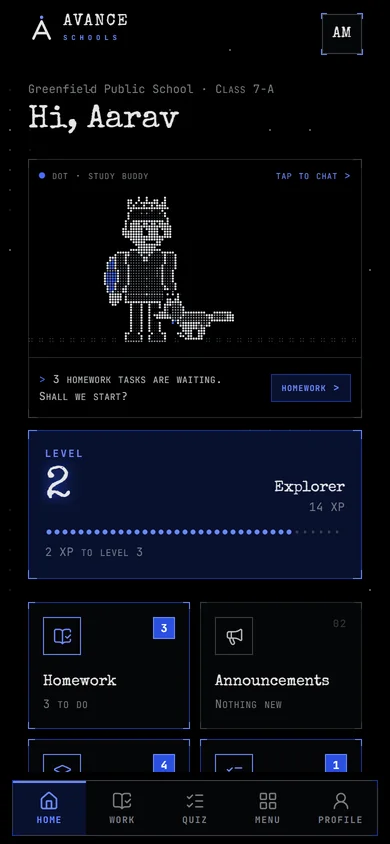 AVANCE
SCHOOLS
AM
Greenfield Public School · Class 7-A
Hi, Aarav
DOT · STUDY BUDDY
TAP TO CHAT >
> 3 HOMEWORK TASKS ARE WAITING.
SHALL WE START?
HOMEWORK >
LEVEL
2
Explorer
14 XP
2 XP TO LEVEL 3
3
02
Homework
Announcements
3 TO DO
NOTHING NEW
4
1
HOME
WORK
QUIZ
MENU
PROFILE